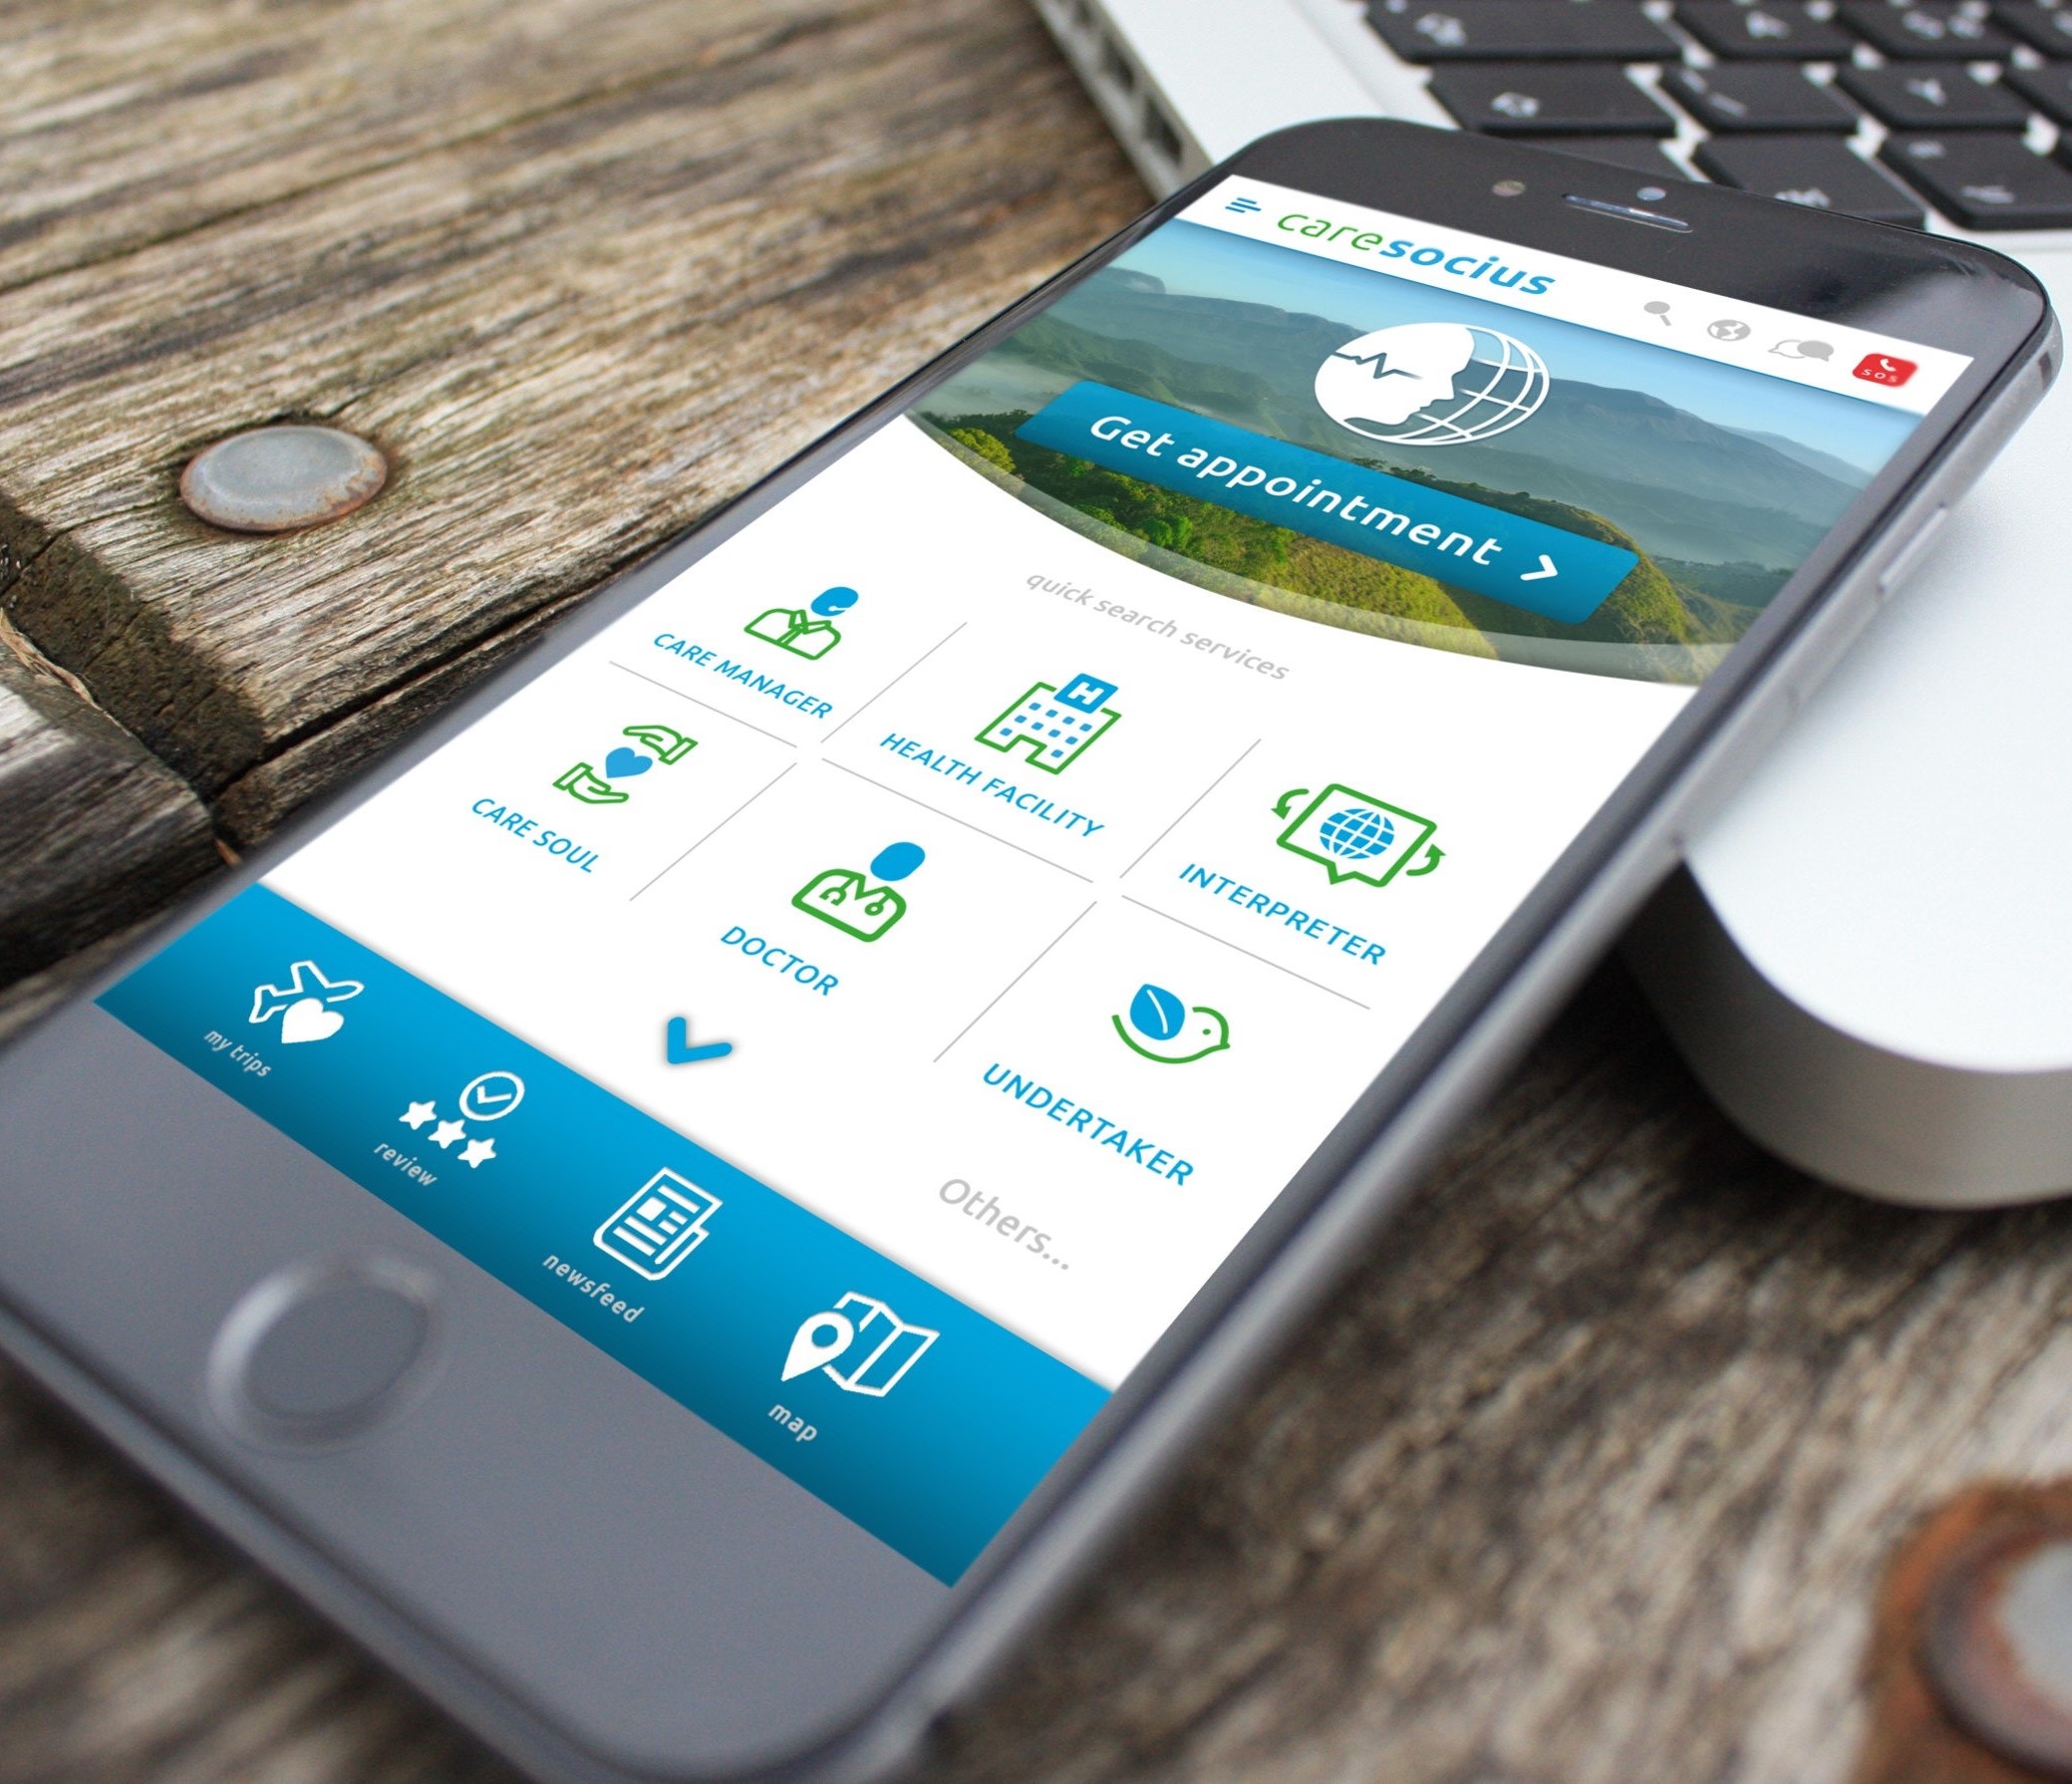 caresocius
SOS
Get appointment
quick search services
CARE MANAGER
HEALTH FACILITY
INTERPRETER
CARE SOUL
DOCTOR
UNDERTAKER
Others...
my trips
review
newsfeed
map